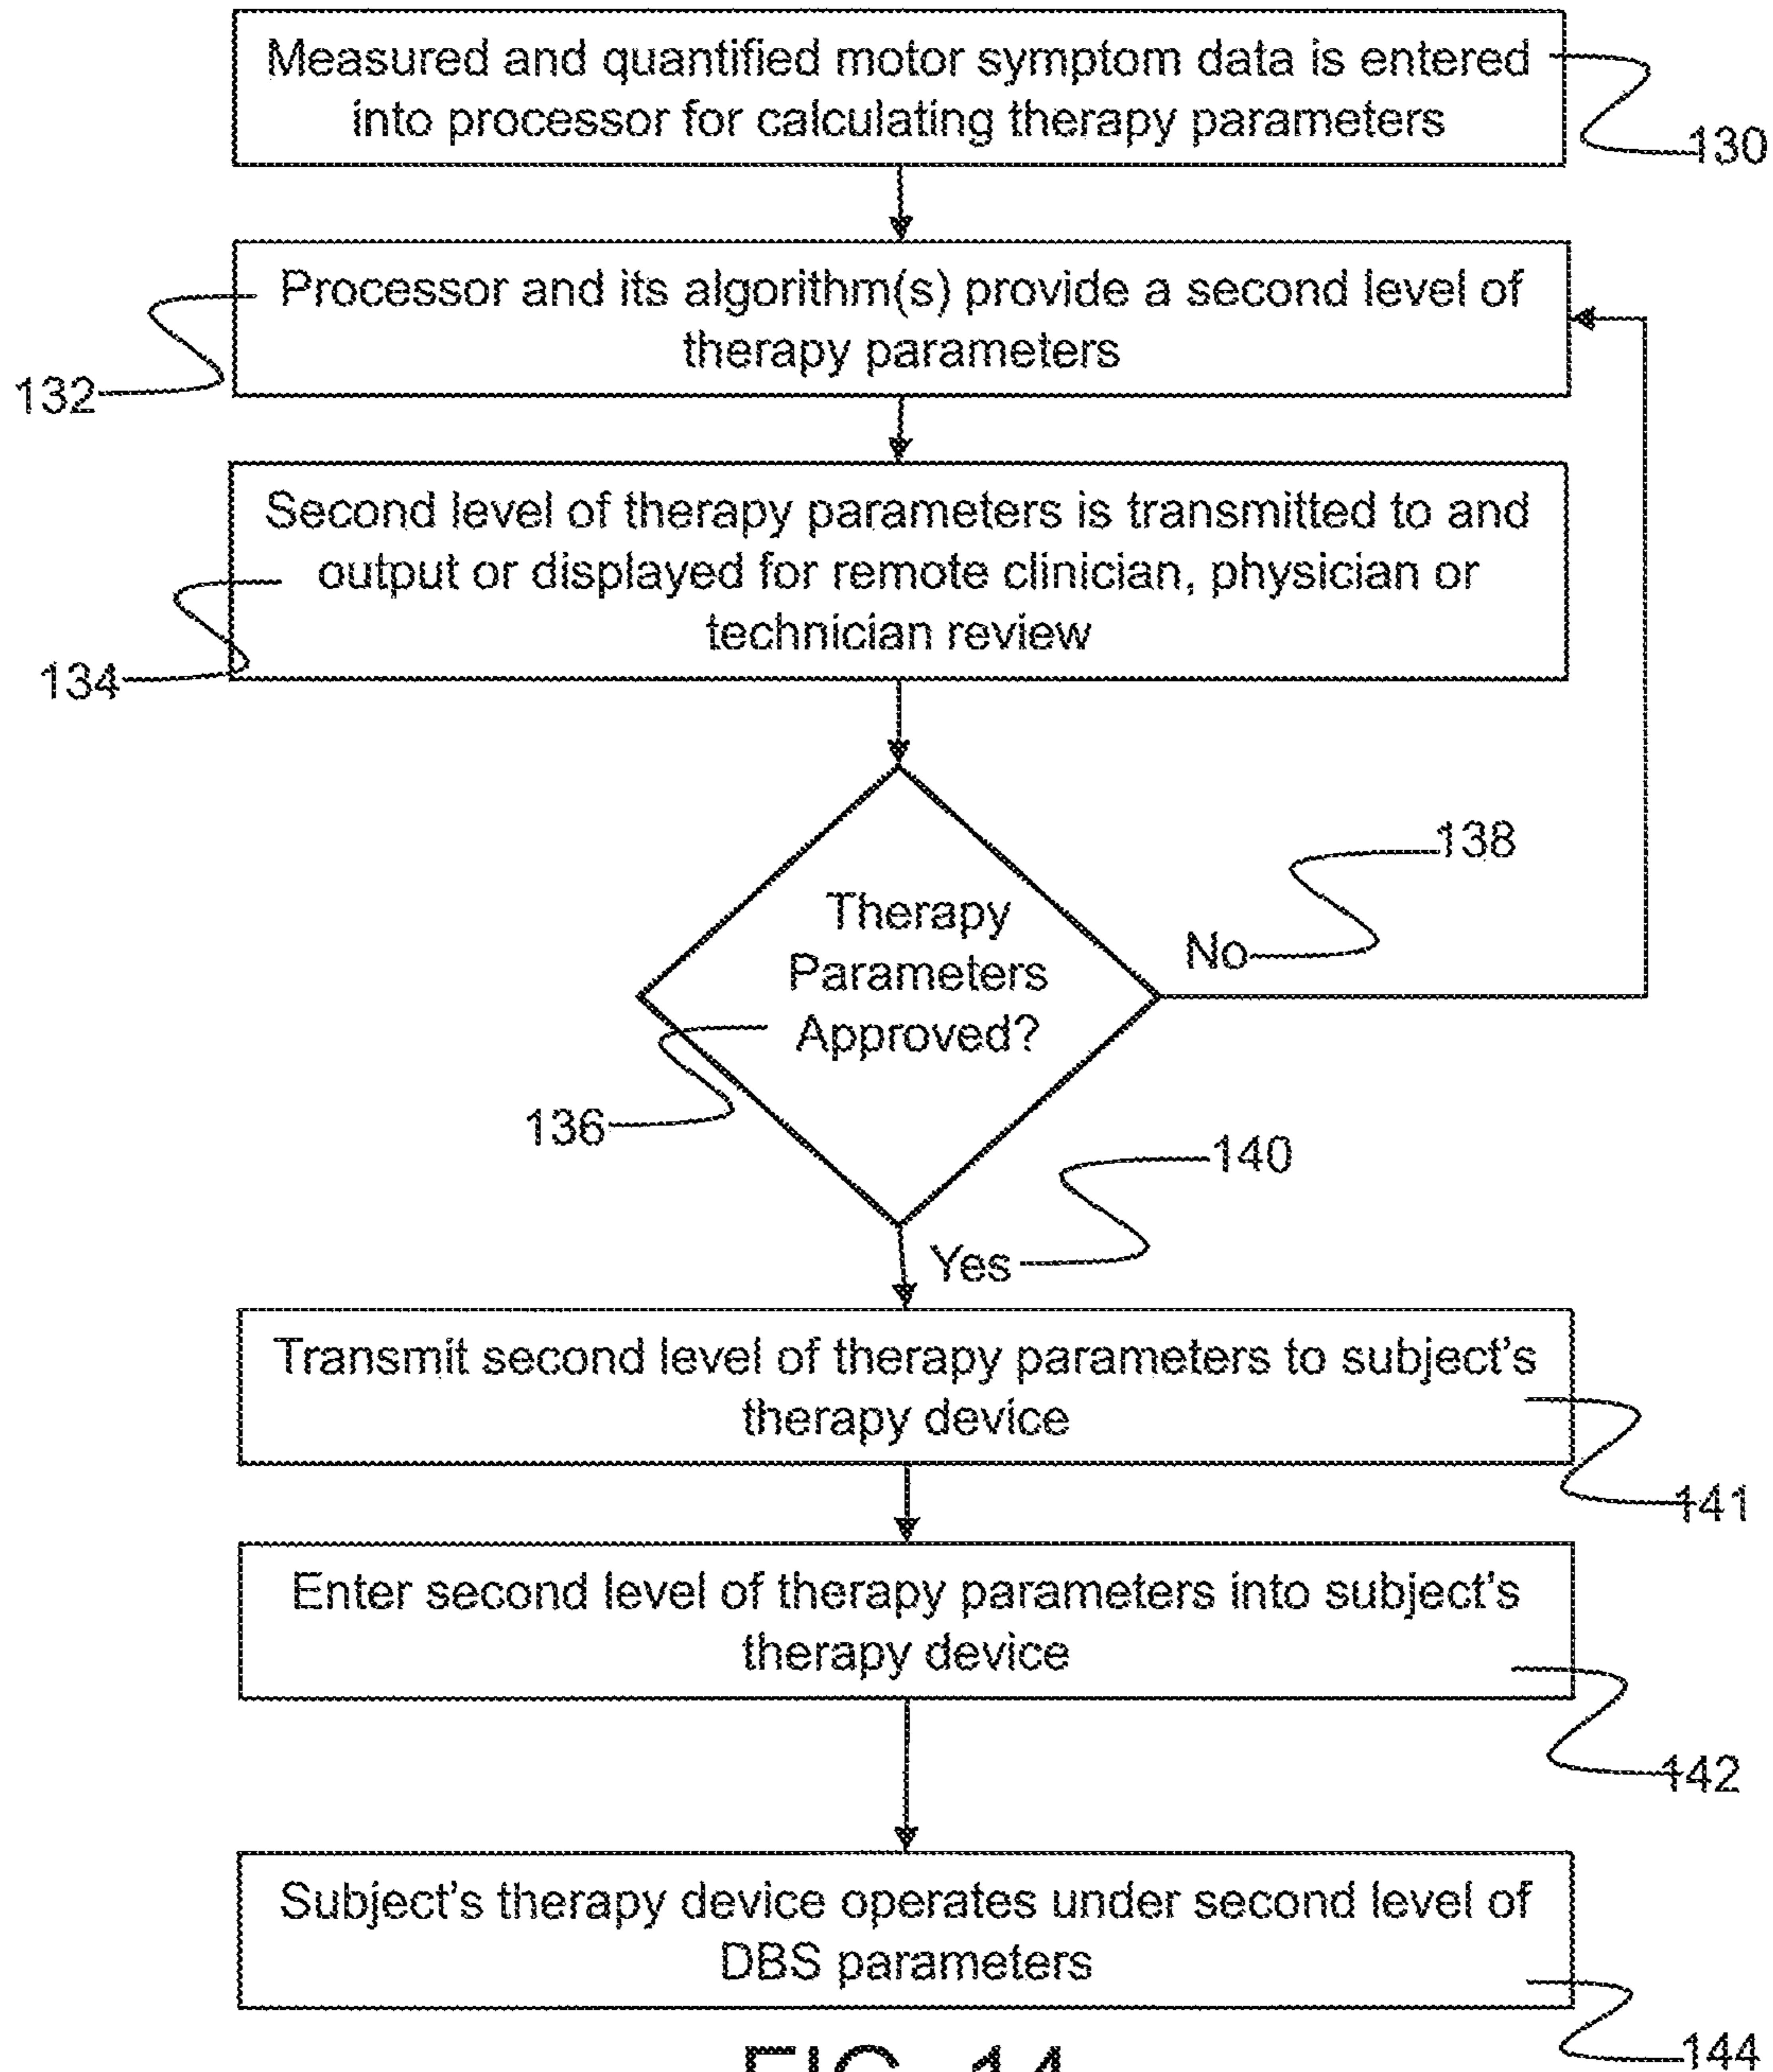 Measured and quantified motor symptom data is entered
into processor for calculating therapy parameters
130
Processor and its algorithm(s) provide a second level of
therapy parameters
132
Second level of therapy parameters is transmitted to and
output or displayed for remote clinician, physician or
technician review
134
138
Therapy
Parameters
Approved?
No
136
140
Yes
Transmit second level of therapy parameters to subject's
therapy device
141
Enter second level of therapy parameters into subject's
therapy device
142
Subject's therapy device operates under second level of
DBS parameters
144
FIG. 14